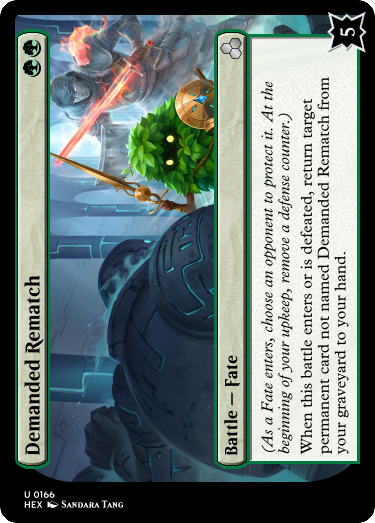 Demanded Rematch
Battle — Fate
(As a Fate enters, choose an opponent to protect it. At the
beginning of your upkeep, remove a defense counter.)
When this battle enters or is defeated, return target
permanent card not named Demanded Rematch from
your graveyard to your hand.
5
U 0166
HEX SANDARA TANG